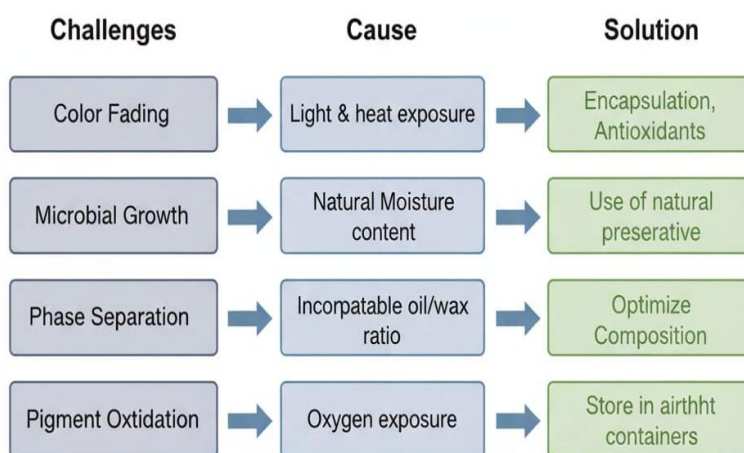 Challenges Cause Solution
Color Fading
Light & heat exposure
Encapsulation,
Antioxidants
Microbial Growth
Natural Moisture
content
Use of natural
preserative
Phase Separation
Incorpatable oil/wax
ratio
Optimize
Composition
Pigment Oxtidation
Oxygen exposure
Store in airthht
containers